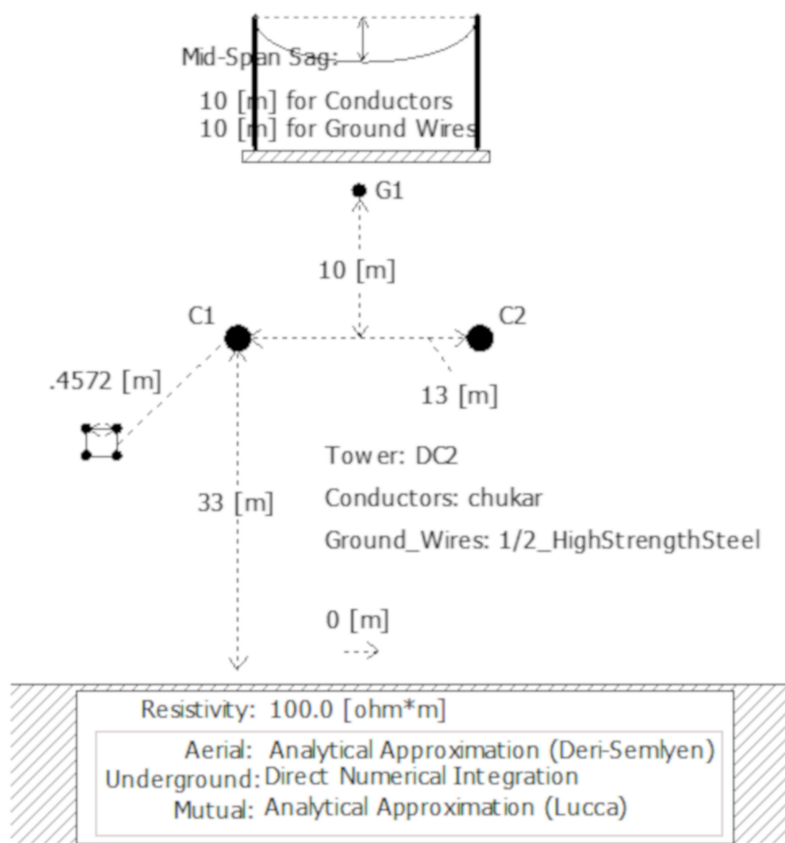 Mid-Span Sag:
10 [m] for Conductors
10 [m] for Ground Wires
G1
10 [m]
C1
C2
.4572 [m]
13 [m]
Tower: DC2
33 [m]
Conductors: chukar
Ground_Wires: 1/2_HighStrengthSteel
0 [m]
Resistivity: 100.0 [ohm*m]
Aerial: Analytical Approximation (Deri-Semlyen)
Underground: Direct Numerical Integration
Mutual: Analytical Approximation (Lucca)